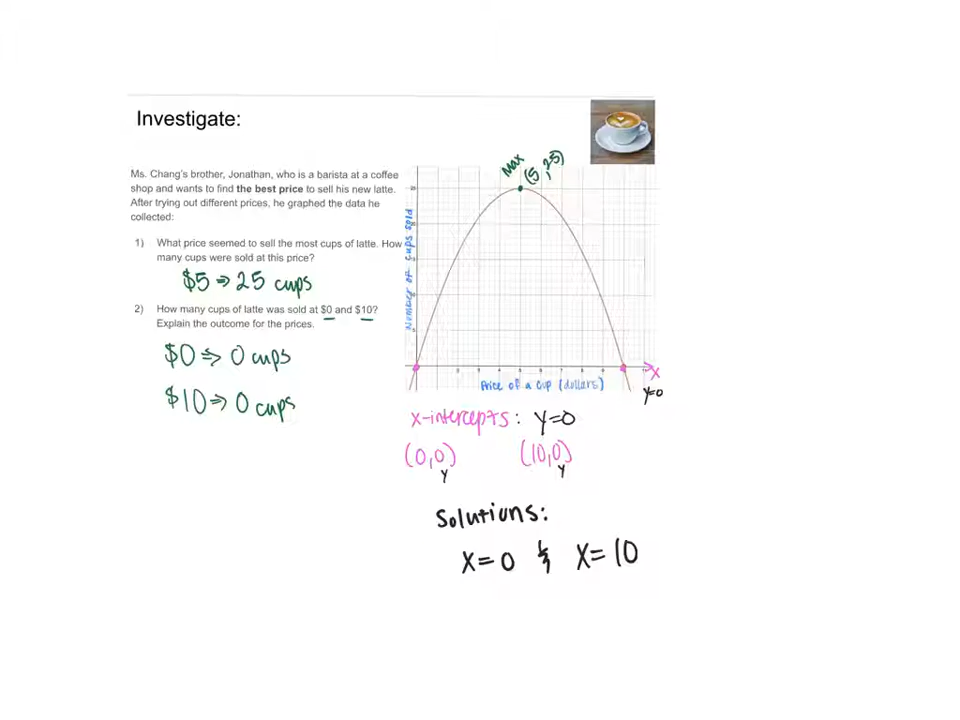 Investigate:
Ms. Chang's brother, Jonathan, who is a barista at a coffee
shop and wants to find the best price to sell his new latte.
After trying out different prices, he graphed the data he
collected:
1) What price seemed to sell the most cups of latte. How
many cups were sold at this price?
$5 ⇒ 25 cups
2) How many cups of latte was sold at $0 and $10?
Explain the outcome for the prices.
$0 ⇒ 0 cups
$10 ⇒ 0 cups
Max
(5, 25)
Number of cups sold
Price of a cup (dollars)
X
y=0
x-intercepts: y=0
(0,0) (10,0)
y y
Solutions:
x=0 & x=10